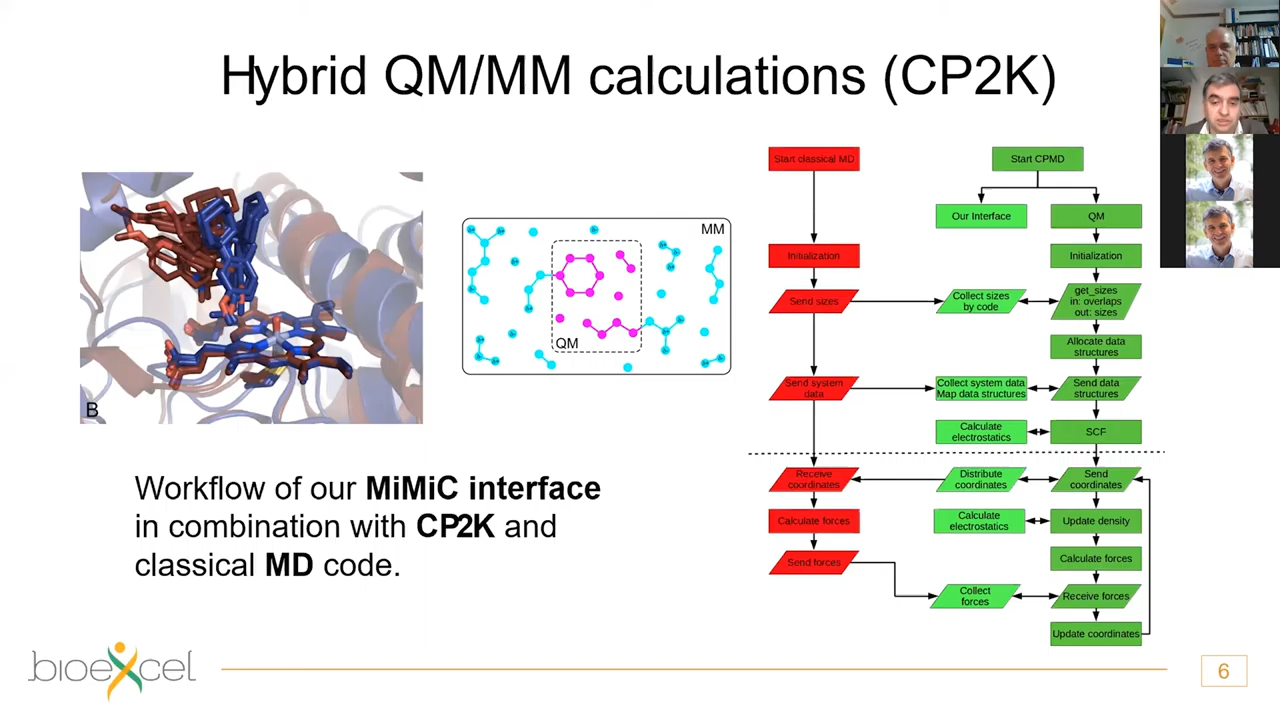 Hybrid QM/MM calculations (CP2K)
B
MM
QM
Workflow of our MiMiC interface
in combination with CP2K and
classical MD code.
Start classical MD
Start CPMD
Our Interface
QM
Initialization
Initialization
Send sizes
Collect sizes
by code
get_sizes
in: overlaps
out: sizes
Allocate data
structures
Send system
data
Collect system data
Map data structures
Send data
structures
Calculate
electrostatics
SCF
Receive
coordinates
Distribute
coordinates
Send
coordinates
Calculate forces
Calculate
electrostatics
Update density
Send forces
Calculate forces
Collect
forces
Receive forces
Update coordinates
bioexcel
6